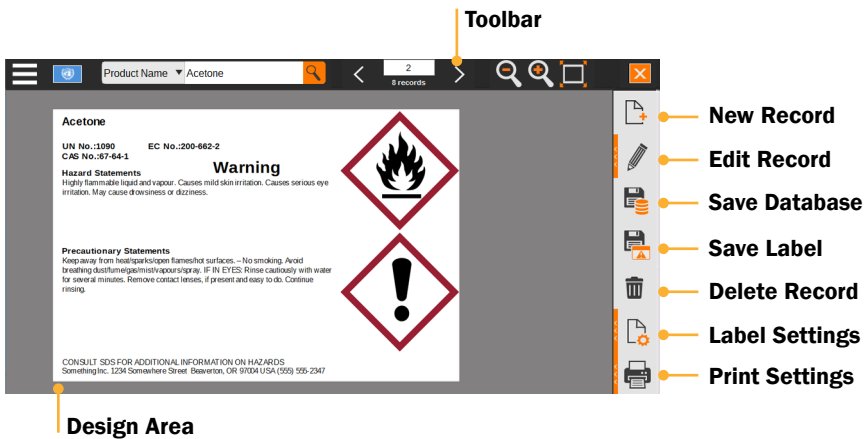 Toolbar
Product Name Acetone
2
8 records
Acetone
UN No.:1090 EC No.:200-662-2
CAS No.:67-64-1
Warning
Hazard Statements
Highly flammable liquid and vapour. Causes mild skin irritation. Causes serious eye
irritation. May cause drowsiness or dizziness.
Precautionary Statements
Keep away from heat/sparks/open flames/hot surfaces. – No smoking. Avoid
breathing dust/fume/gas/mist/vapours/spray. IF IN EYES: Rinse cautiously with water
for several minutes. Remove contact lenses, if present and easy to do. Continue
rinsing.
CONSULT SDS FOR ADDITIONAL INFORMATION ON HAZARDS
Something Inc. 1234 Somewhere Street Beaverton, OR 97004 USA (555) 555-2347
New Record
Edit Record
Save Database
Save Label
Delete Record
Label Settings
Print Settings
Design Area